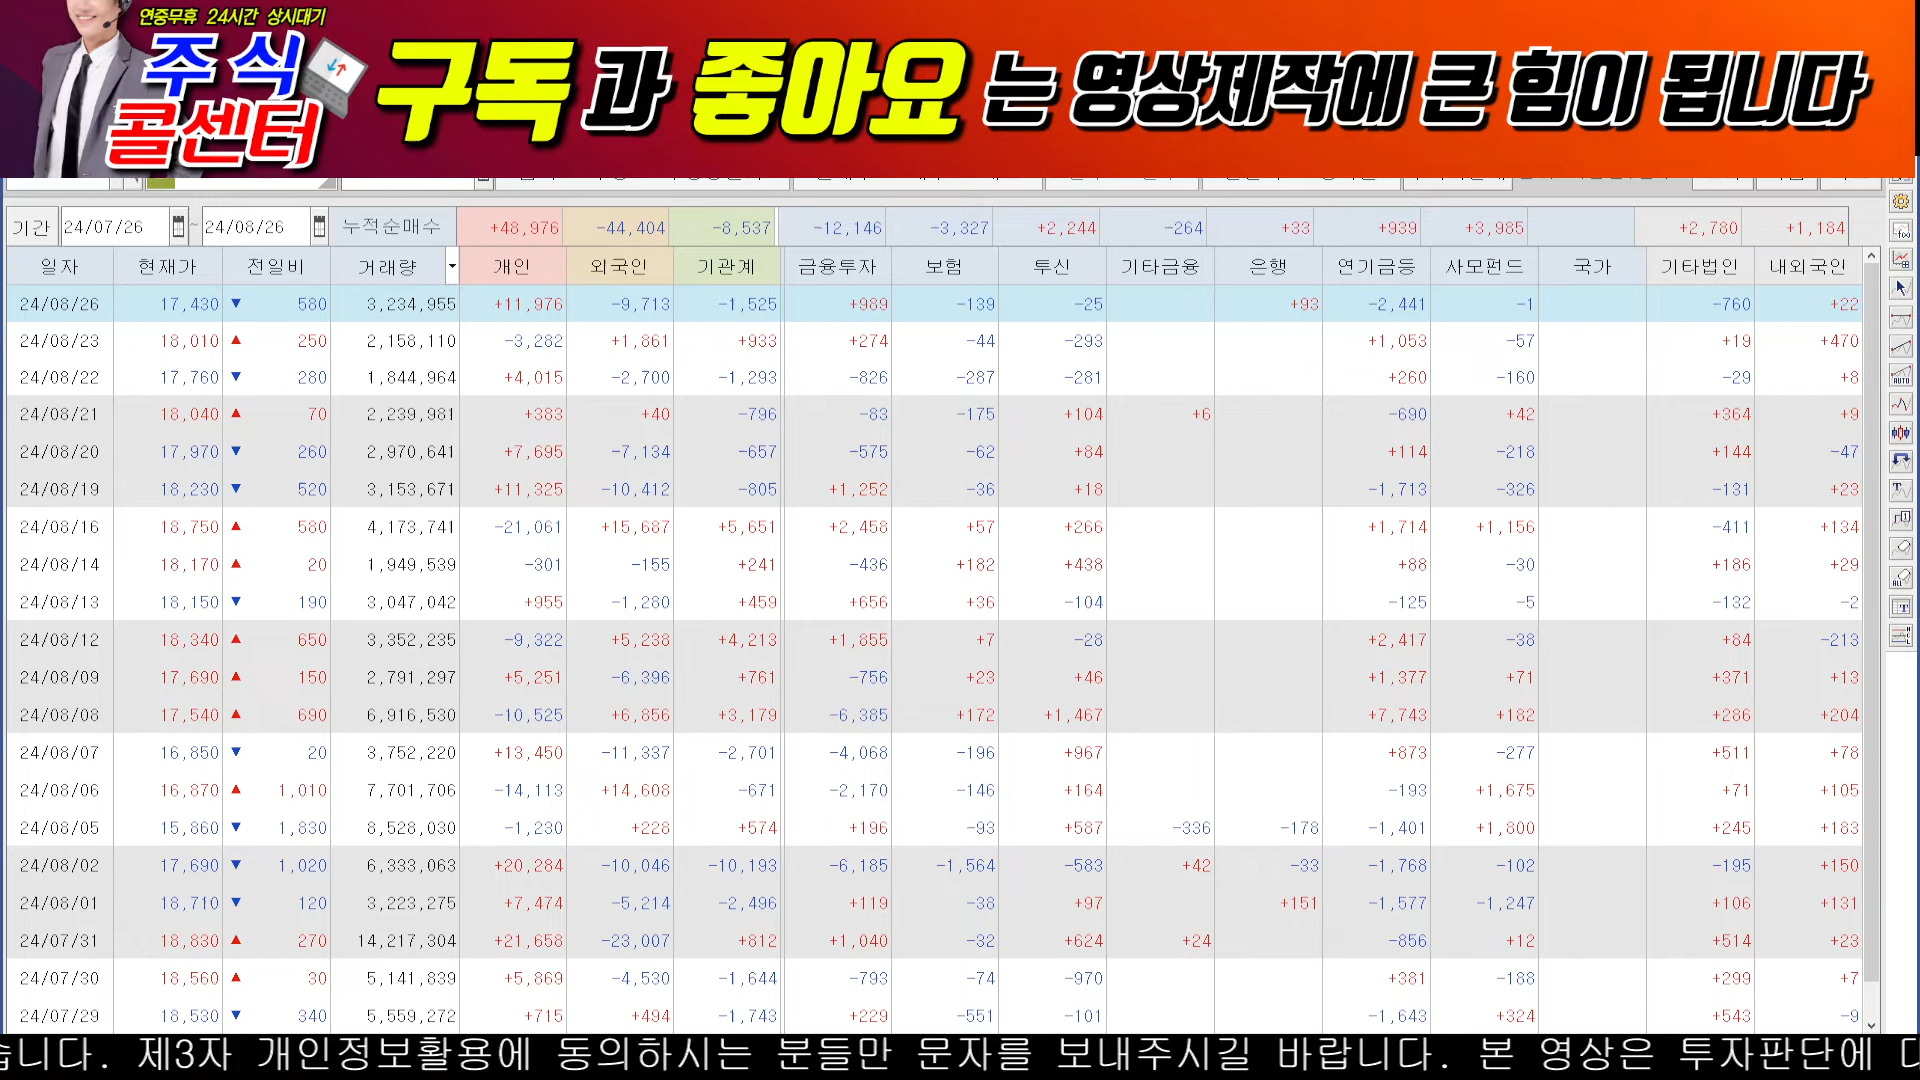 연중무휴 24시간 상시대기
주식
콜센터
구독과 좋아요는 영상제작에 큰 힘이 됩니다
기간 24/07/26 ~ 24/08/26 누적순매수 +48,976 -44,404 -8,537 -12,146 -3,327 +2,244 -264 +33 +939 +3,985 +2,780 +1,184
일자 현재가 전일비 거래량 개인 외국인 기관계 금융투자 보험 투신 기타금융 은행 연기금등 사모펀드 국가 기타법인 내외국인
24/08/26 17,430 ▼ 580 3,234,955 +11,976 -9,713 -1,525 +989 -139 -25 +93 -2,441 -1 -760 +22
24/08/23 18,010 ▲ 250 2,158,110 -3,282 +1,861 +933 +274 -44 -293 +1,053 -57 +19 +470
24/08/22 17,760 ▼ 280 1,844,964 +4,015 -2,700 -1,293 -826 -287 -281 +260 -160 -29 +8
24/08/21 18,040 ▲ 70 2,239,981 +383 +40 -796 -83 -175 +104 +6 -690 +42 +364 +9
24/08/20 17,970 ▼ 260 2,970,641 +7,695 -7,134 -657 -575 -62 +84 +114 -218 +144 -47
24/08/19 18,230 ▼ 520 3,153,671 +11,325 -10,412 -805 +1,252 -36 +18 -1,713 -326 -131 +23
24/08/16 18,750 ▲ 580 4,173,741 -21,061 +15,687 +5,651 +2,458 +57 +266 +1,714 +1,156 -411 +134
24/08/14 18,170 ▲ 20 1,949,539 -301 -155 +241 -436 +182 +438 +88 -30 +186 +29
24/08/13 18,150 ▼ 190 3,047,042 +955 -1,280 +459 +656 +36 -104 -125 -5 -132 -2
24/08/12 18,340 ▲ 650 3,352,235 -9,322 +5,238 +4,213 +1,855 +7 -28 +2,417 -38 +84 -213
24/08/09 17,690 ▲ 150 2,791,297 +5,251 -6,396 +761 -756 +23 +46 +1,377 +71 +371 +13
24/08/08 17,540 ▲ 690 6,916,530 -10,525 +6,856 +3,179 -6,385 +172 +1,467 +7,743 +182 +286 +204
24/08/07 16,850 ▼ 20 3,752,220 +13,450 -11,337 -2,701 -4,068 -196 +967 +873 -277 +511 +78
24/08/06 16,870 ▲ 1,010 7,701,706 -14,113 +14,608 -671 -2,170 -146 +164 -193 +1,675 +71 +105
24/08/05 15,860 ▼ 1,830 8,528,030 -1,230 +228 +574 +196 -93 +587 -336 -178 -1,401 +1,800 +245 +183
24/08/02 17,690 ▼ 1,020 6,333,063 +20,284 -10,046 -10,193 -6,185 -1,564 -583 +42 -33 -1,768 -102 -195 +150
24/08/01 18,710 ▼ 120 3,223,275 +7,474 -5,214 -2,496 +119 -38 +97 +151 -1,577 -1,247 +106 +131
24/07/31 18,830 ▲ 270 14,217,304 +21,658 -23,007 +812 +1,040 -32 +624 +24 -856 +12 +514 +23
24/07/30 18,560 ▲ 30 5,141,839 +5,869 -4,530 -1,644 -793 -74 -970 +381 -188 +299 +7
24/07/29 18,530 ▼ 340 5,559,272 +715 +494 -1,743 +229 -551 -101 -1,643 +324 +543 -9
습니다. 제3자 개인정보활용에 동의하시는 분들만 문자를 보내주시길 바랍니다. 본 영상은 투자판단에